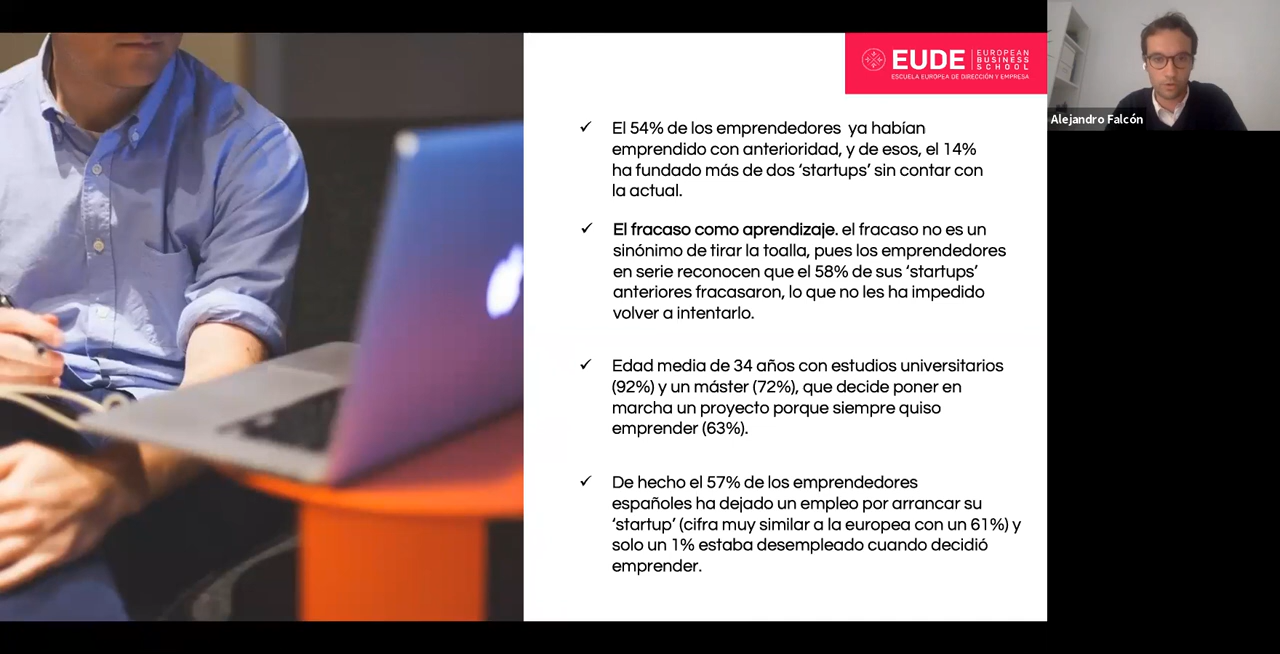 EUDE
EUROPEAN
BUSINESS
SCHOOL
ESCUELA EUROPEA DE DIRECCIÓN Y EMPRESA
Alejandro Falcón
✓ El 54% de los emprendedores ya habían
emprendido con anterioridad, y de esos, el 14%
ha fundado más de dos ‘startups’ sin contar con
la actual.
✓ El fracaso como aprendizaje. el fracaso no es un
sinónimo de tirar la toalla, pues los emprendedores
en serie reconocen que el 58% de sus ‘startups’
anteriores fracasaron, lo que no les ha impedido
volver a intentarlo.
✓ Edad media de 34 años con estudios universitarios
(92%) y un máster (72%), que decide poner en
marcha un proyecto porque siempre quiso
emprender (63%).
✓ De hecho el 57% de los emprendedores
españoles ha dejado un empleo por arrancar su
‘startup’ (cifra muy similar a la europea con un 61%) y
solo un 1% estaba desempleado cuando decidió
emprender.